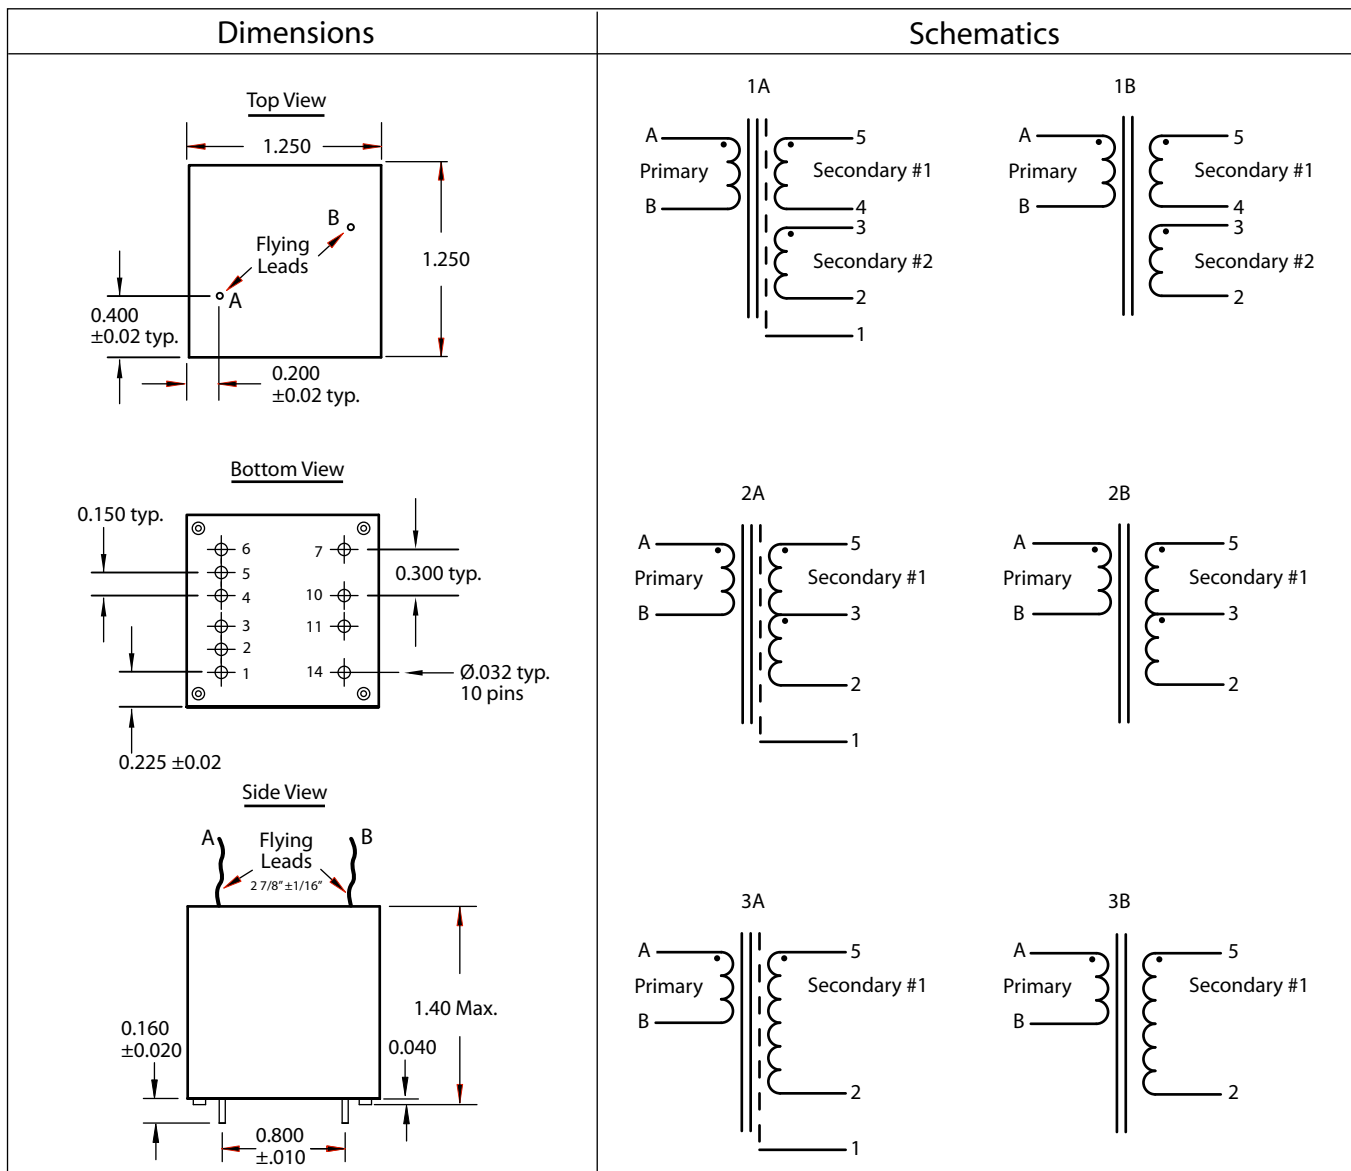 Dimensions
Schematics
Top View
1.250
B
Flying
Leads
A
1.250
0.400
±0.02 typ.
0.200
±0.02 typ.
Bottom View
0.150 typ.
6
5
4
3
2
1
7
10
11
14
0.300 typ.
Ø.032 typ.
10 pins
0.225 ±0.02
Side View
A
Flying
Leads
2 7/8" ±1/16"
B
1.40 Max.
0.160
±0.020
0.040
0.800
±.010
1A
A
Primary
B
5
Secondary #1
4
3
Secondary #2
2
1
1B
A
Primary
B
5
Secondary #1
4
3
Secondary #2
2
2A
A
Primary
B
5
Secondary #1
3
2
1
2B
A
Primary
B
5
Secondary #1
3
2
3A
A
Primary
B
5
Secondary #1
2
1
3B
A
Primary
B
5
Secondary #1
2